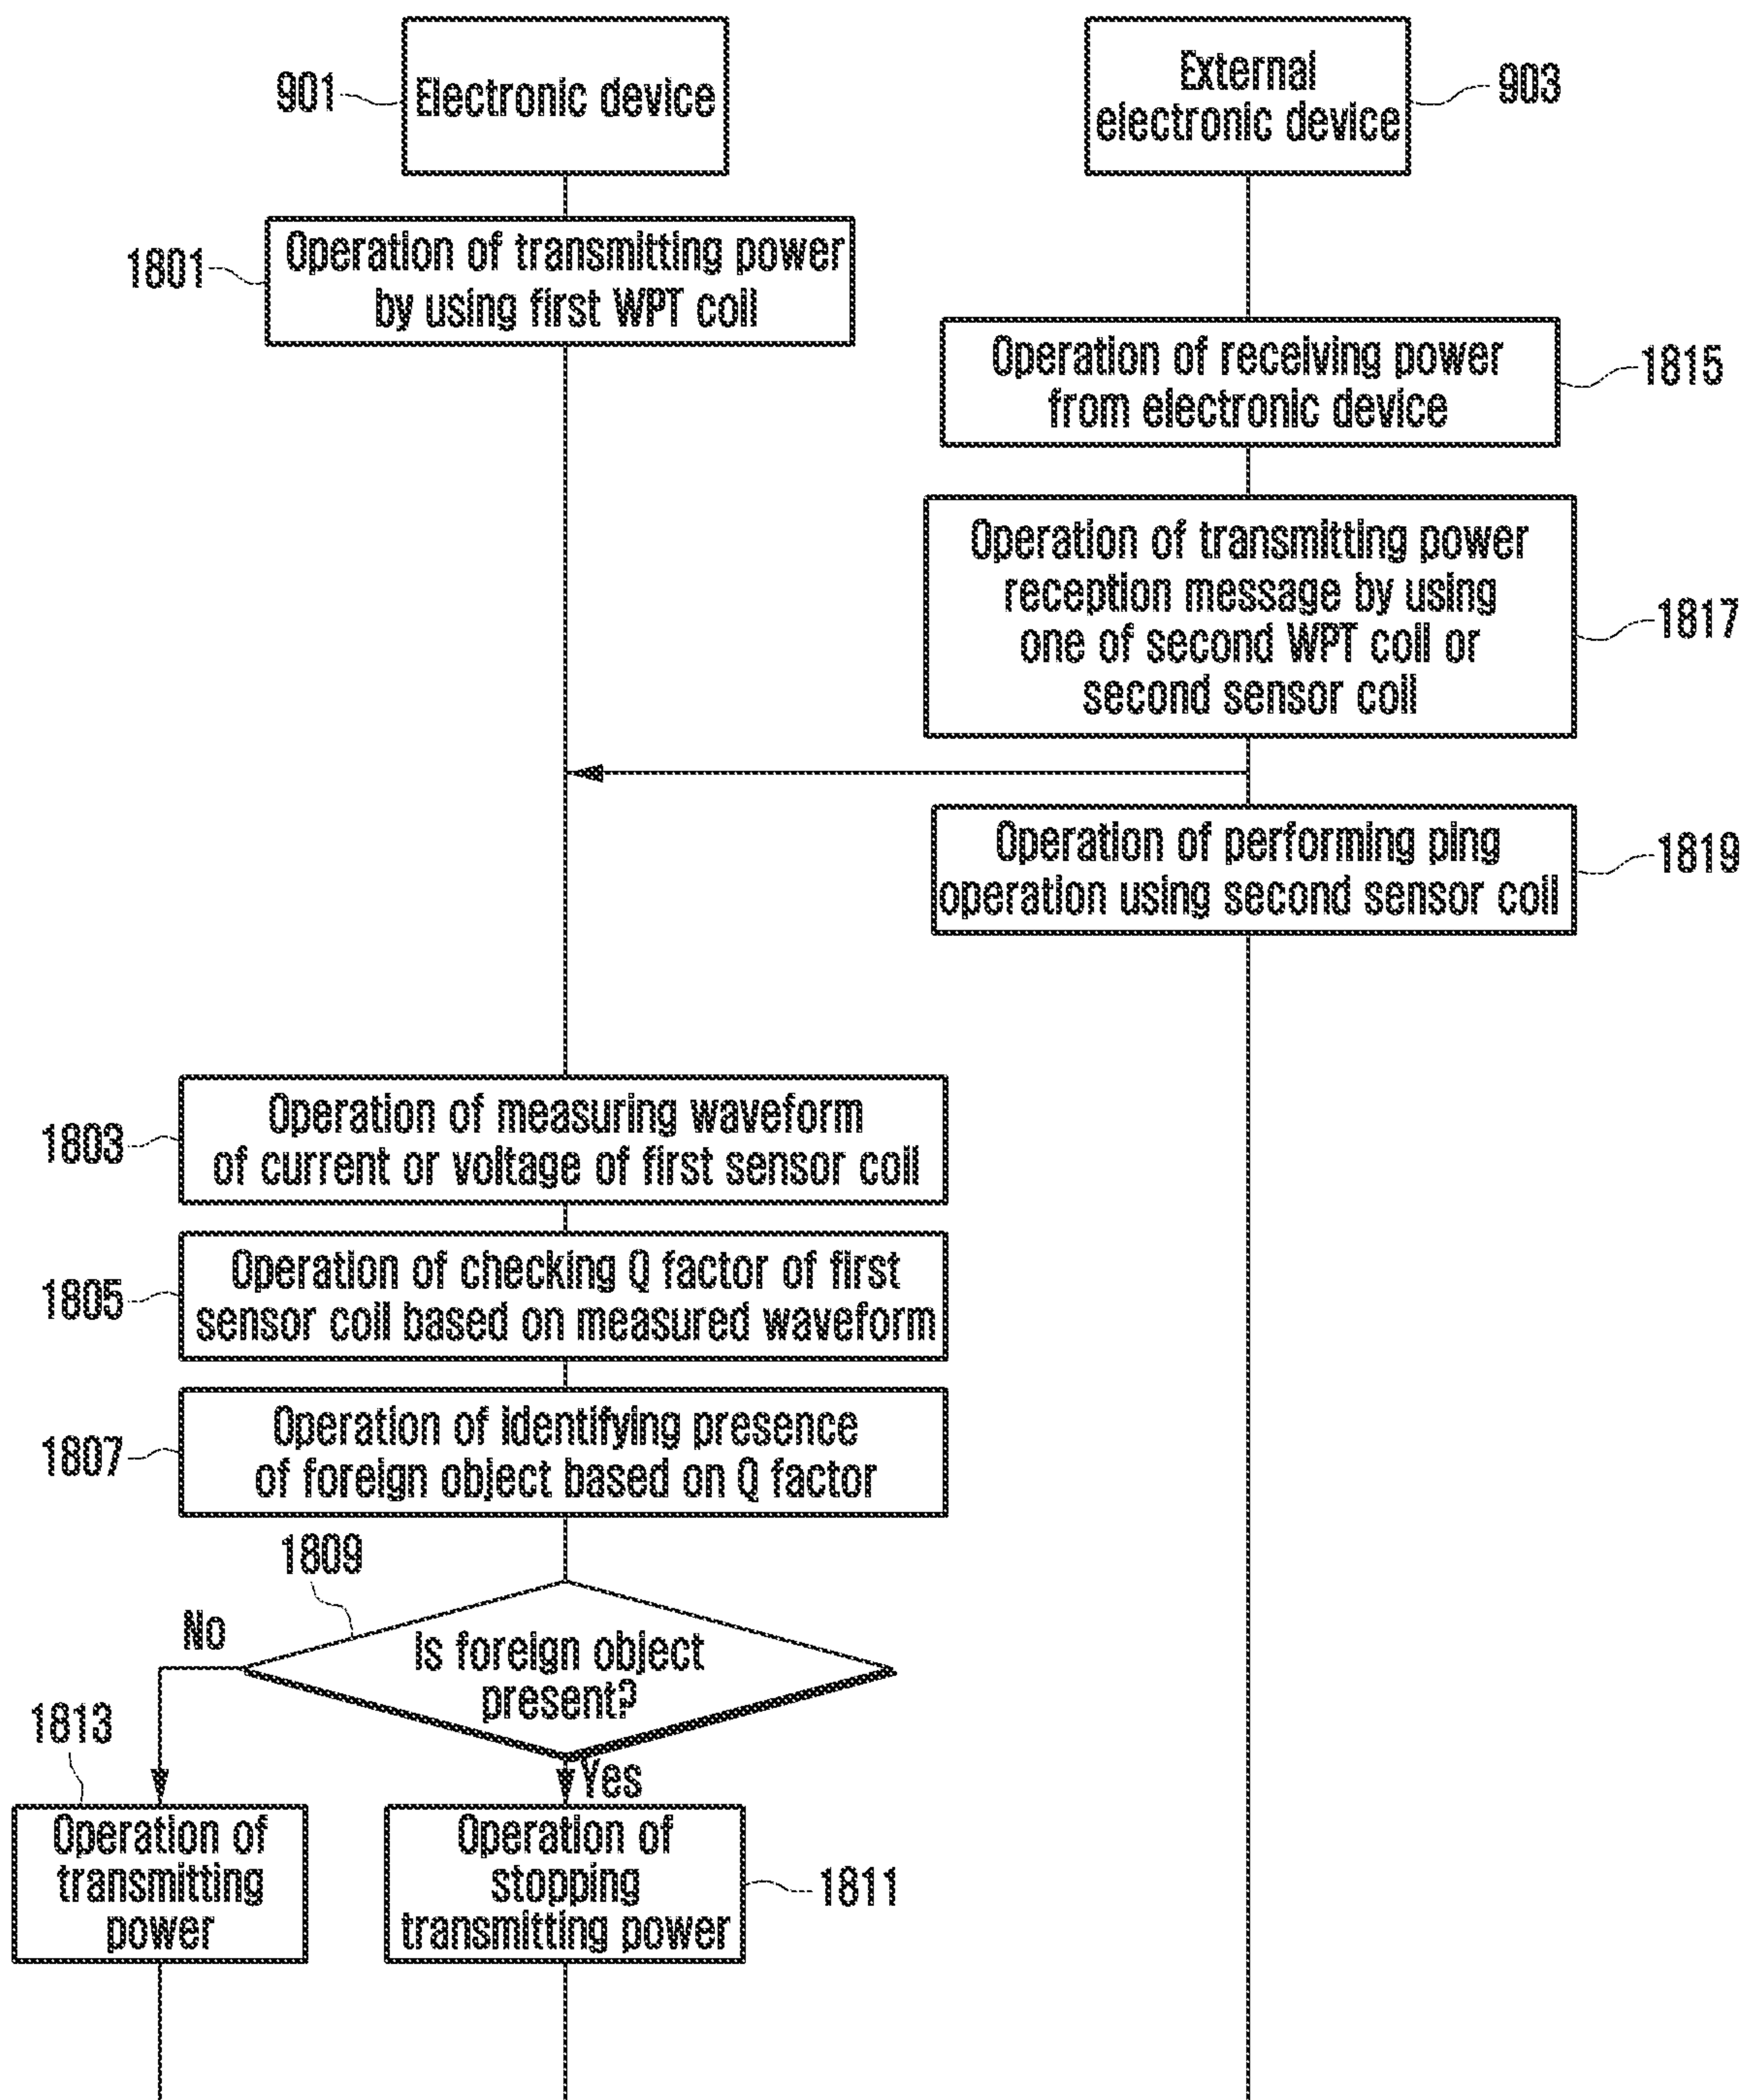 901
Electronic device
External
electronic device
903
1801
Operation of transmitting power
by using first WPT coil
Operation of receiving power
from electronic device
1815
Operation of transmitting power
reception message by using
one of second WPT coil or
second sensor coil
1817
Operation of performing ping
operation using second sensor coil
1819
1803
Operation of measuring waveform
of current or voltage of first sensor coil
1805
Operation of checking Q factor of first
sensor coil based on measured waveform
1807
Operation of identifying presence
of foreign object based on Q factor
1809
No
Is foreign object
present?
Yes
1813
Operation of
transmitting
power
Operation of
stopping
transmitting power
1811